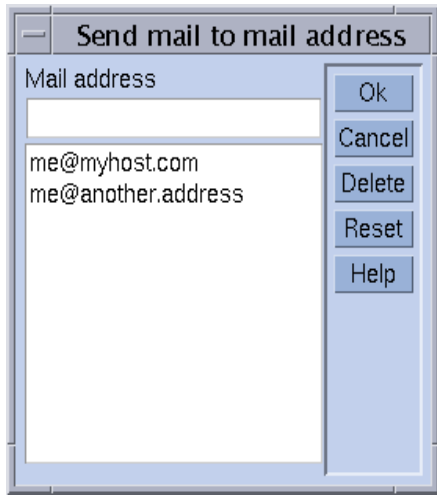 Send mail to mail address
Mail address
me@myhost.com
me@another.address
Ok
Cancel
Delete
Reset
Help